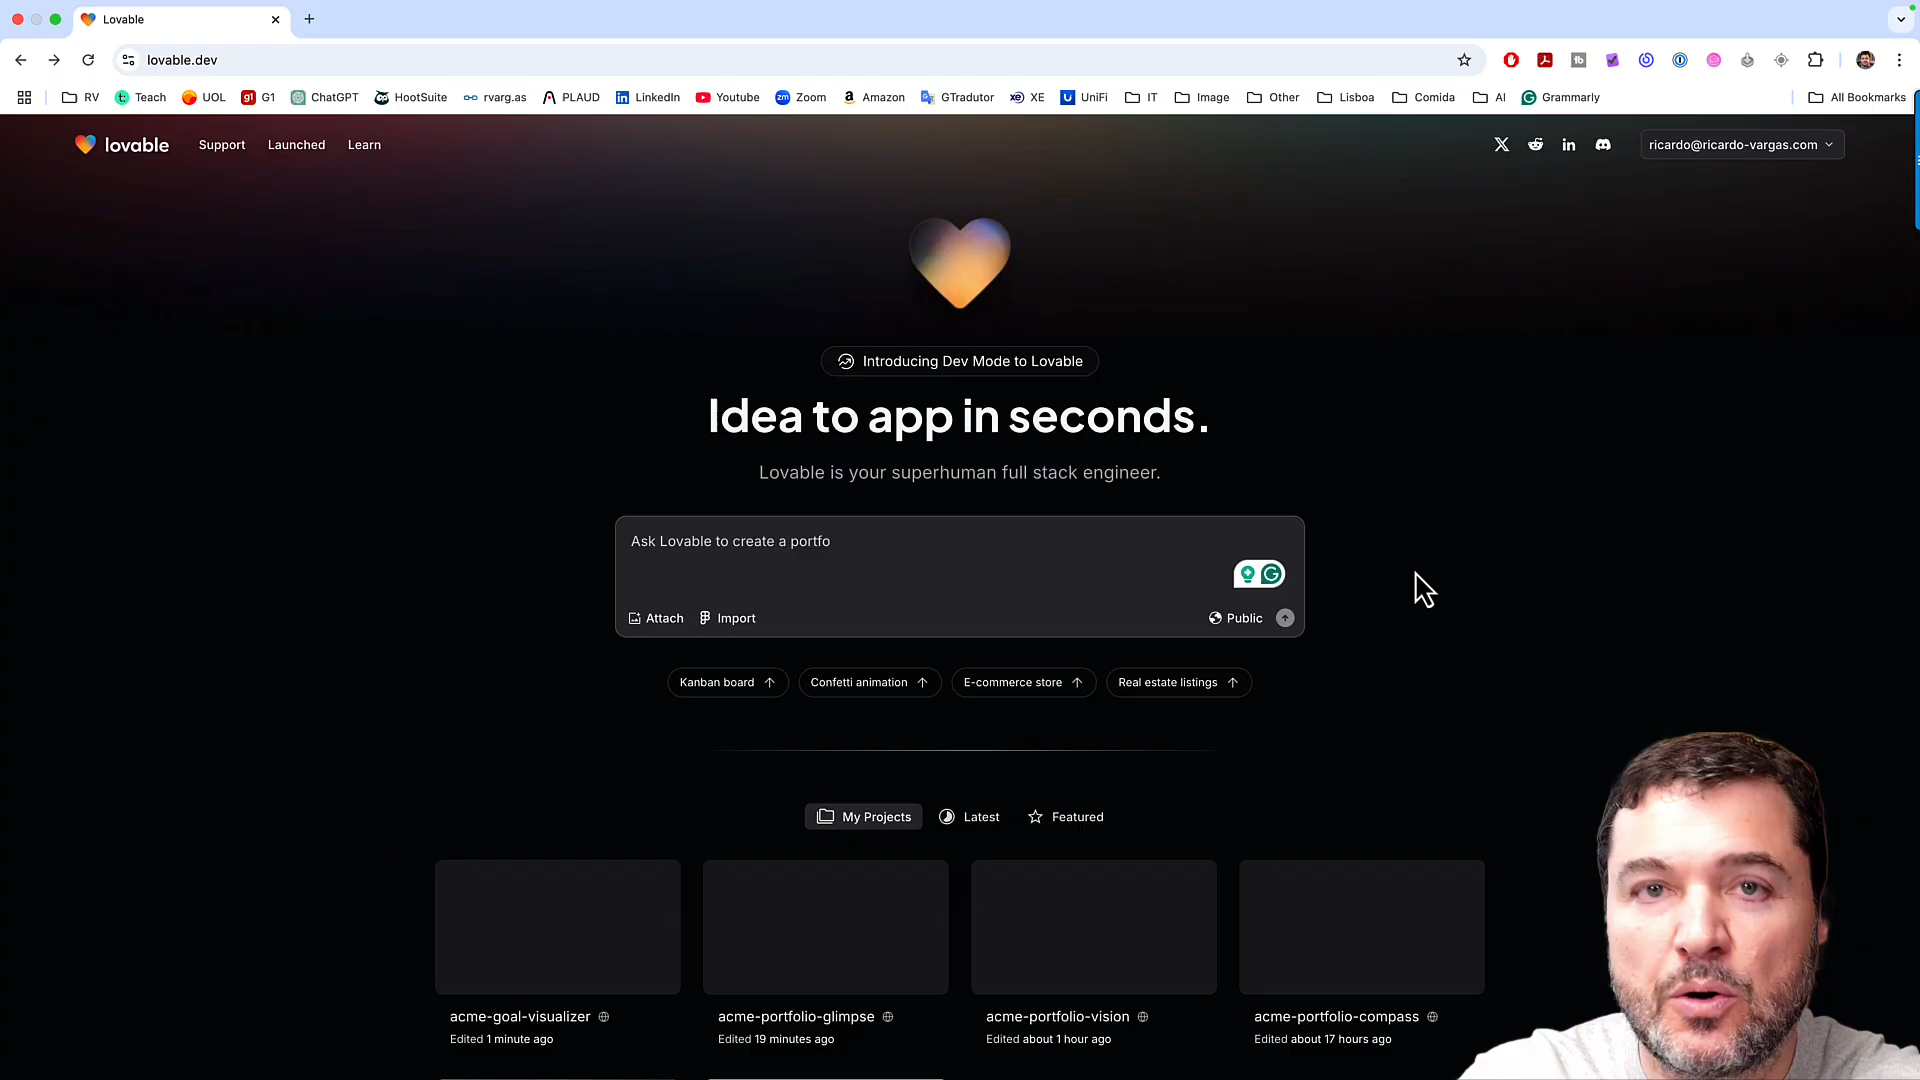 Lovable
lovable.dev
RV Teach UOL G1 ChatGPT HootSuite rvarg.as PLAUD LinkedIn Youtube Zoom Amazon GTradutor XE UniFi IT Image Other Lisboa Comida AI Grammarly All Bookmarks
lovable Support Launched Learn ricardo@ricardo-vargas.com
Introducing Dev Mode to Lovable
Idea to app in seconds.
Lovable is your superhuman full stack engineer.
Ask Lovable to create a portfo
Attach Import Public
Kanban board Confetti animation E-commerce store Real estate listings
My Projects Latest Featured
acme-goal-visualizer acme-portfolio-glimpse acme-portfolio-vision acme-portfolio-compass
Edited 1 minute ago Edited 19 minutes ago Edited about 1 hour ago Edited about 17 hours ago